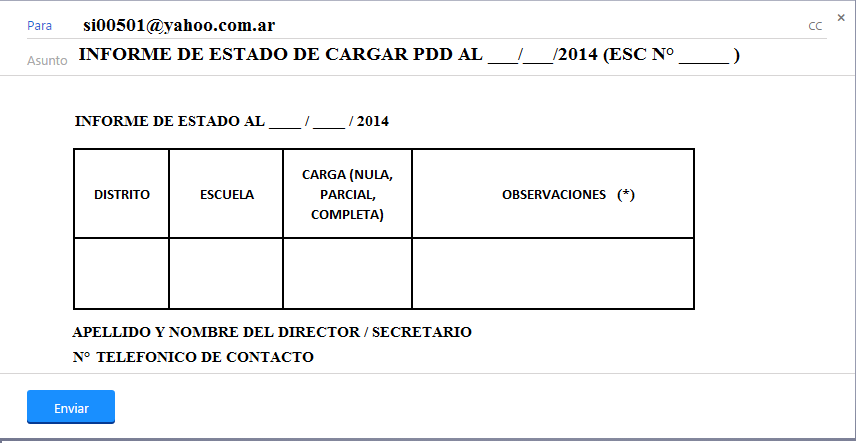 Para si00501@yahoo.com.ar CC ×
Asunto INFORME DE ESTADO DE CARGAR PDD AL ___/___/2014 (ESC N° _____ )
INFORME DE ESTADO AL ____ / ____ / 2014
DISTRITO
ESCUELA
CARGA (NULA,
PARCIAL,
COMPLETA)
OBSERVACIONES (*)
APELLIDO Y NOMBRE DEL DIRECTOR / SECRETARIO
N° TELEFONICO DE CONTACTO
Enviar